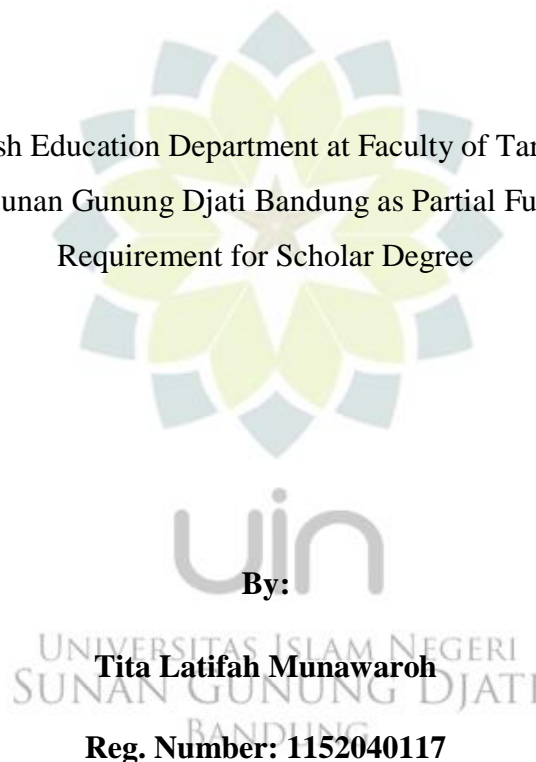 sh Education Department at Faculty of Tar
unan Gunung Djati Bandung as Partial Fu
Requirement for Scholar Degree
uin
By:
UNIVERSITAS ISLAM NEGERI
Tita Latifah Munawaroh
SUNAN GUNUNG DJATI
BANDUNG
Reg. Number: 1152040117